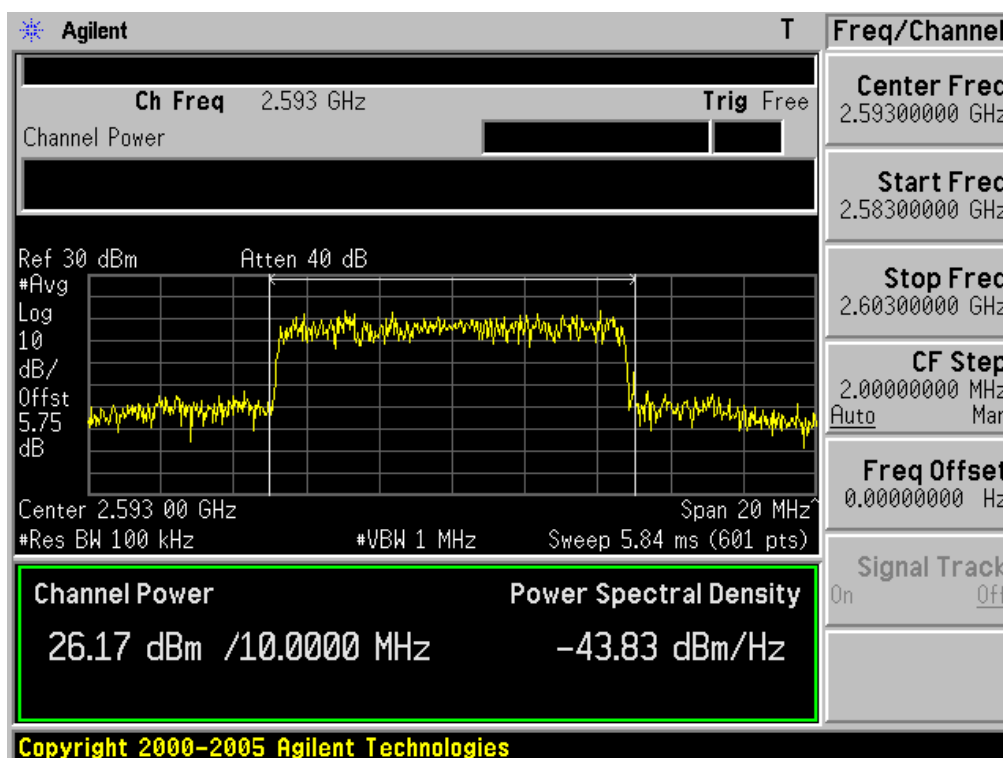 Agilent T
Ch Freq 2.593 GHz Trig Free
Channel Power
Ref 30 dBm Atten 40 dB
#Avg
Log
10
dB/
Offst
5.75
dB
Center 2.593 00 GHz Span 20 MHz^
#Res BW 100 kHz #VBW 1 MHz Sweep 5.84 ms (601 pts)
Channel Power Power Spectral Density
26.17 dBm /10.0000 MHz -43.83 dBm/Hz
Copyright 2000-2005 Agilent Technologies
Freq/Channel
Center Freq
2.59300000 GHz
Start Freq
2.58300000 GHz
Stop Freq
2.60300000 GHz
CF Step
2.00000000 MHz
Auto Man
Freq Offset
0.00000000 Hz
Signal Track
On Off